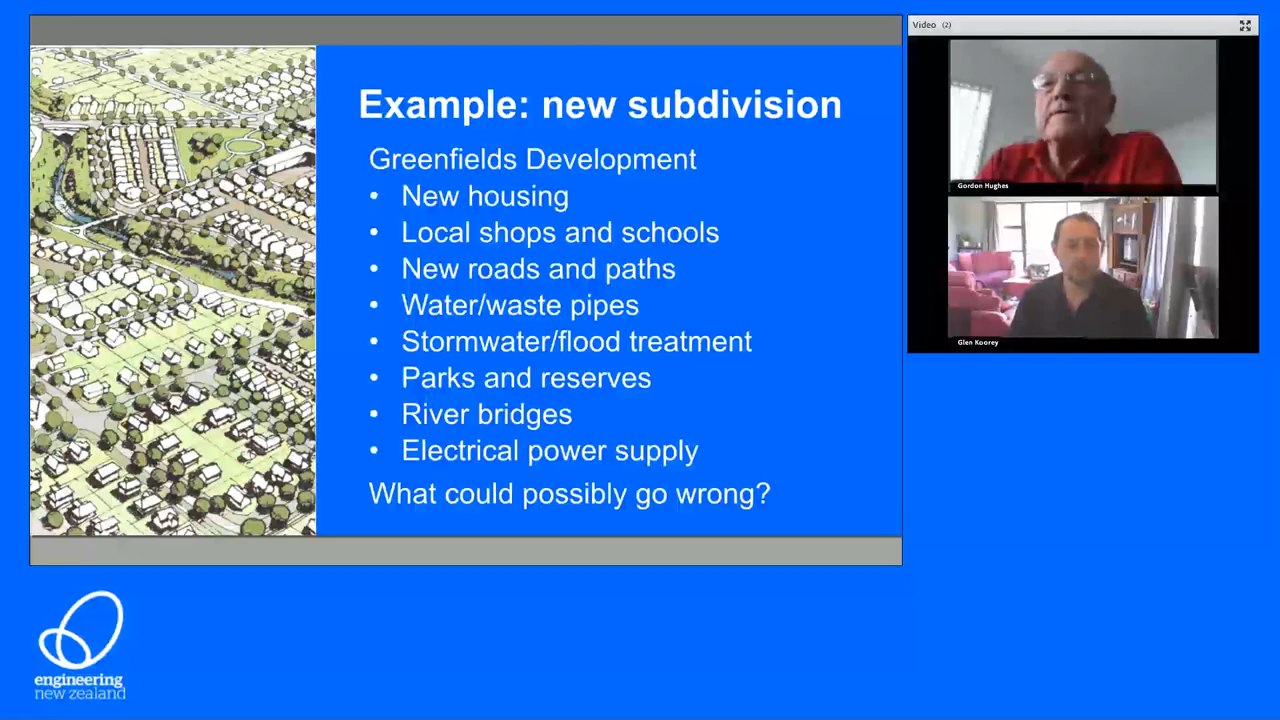 Example: new subdivision
Greenfields Development
• New housing
• Local shops and schools
• New roads and paths
• Water/waste pipes
• Stormwater/flood treatment
• Parks and reserves
• River bridges
• Electrical power supply
What could possibly go wrong?
Video (2)
Gordon Hughes
Glen Koorey
engineering
new zealand